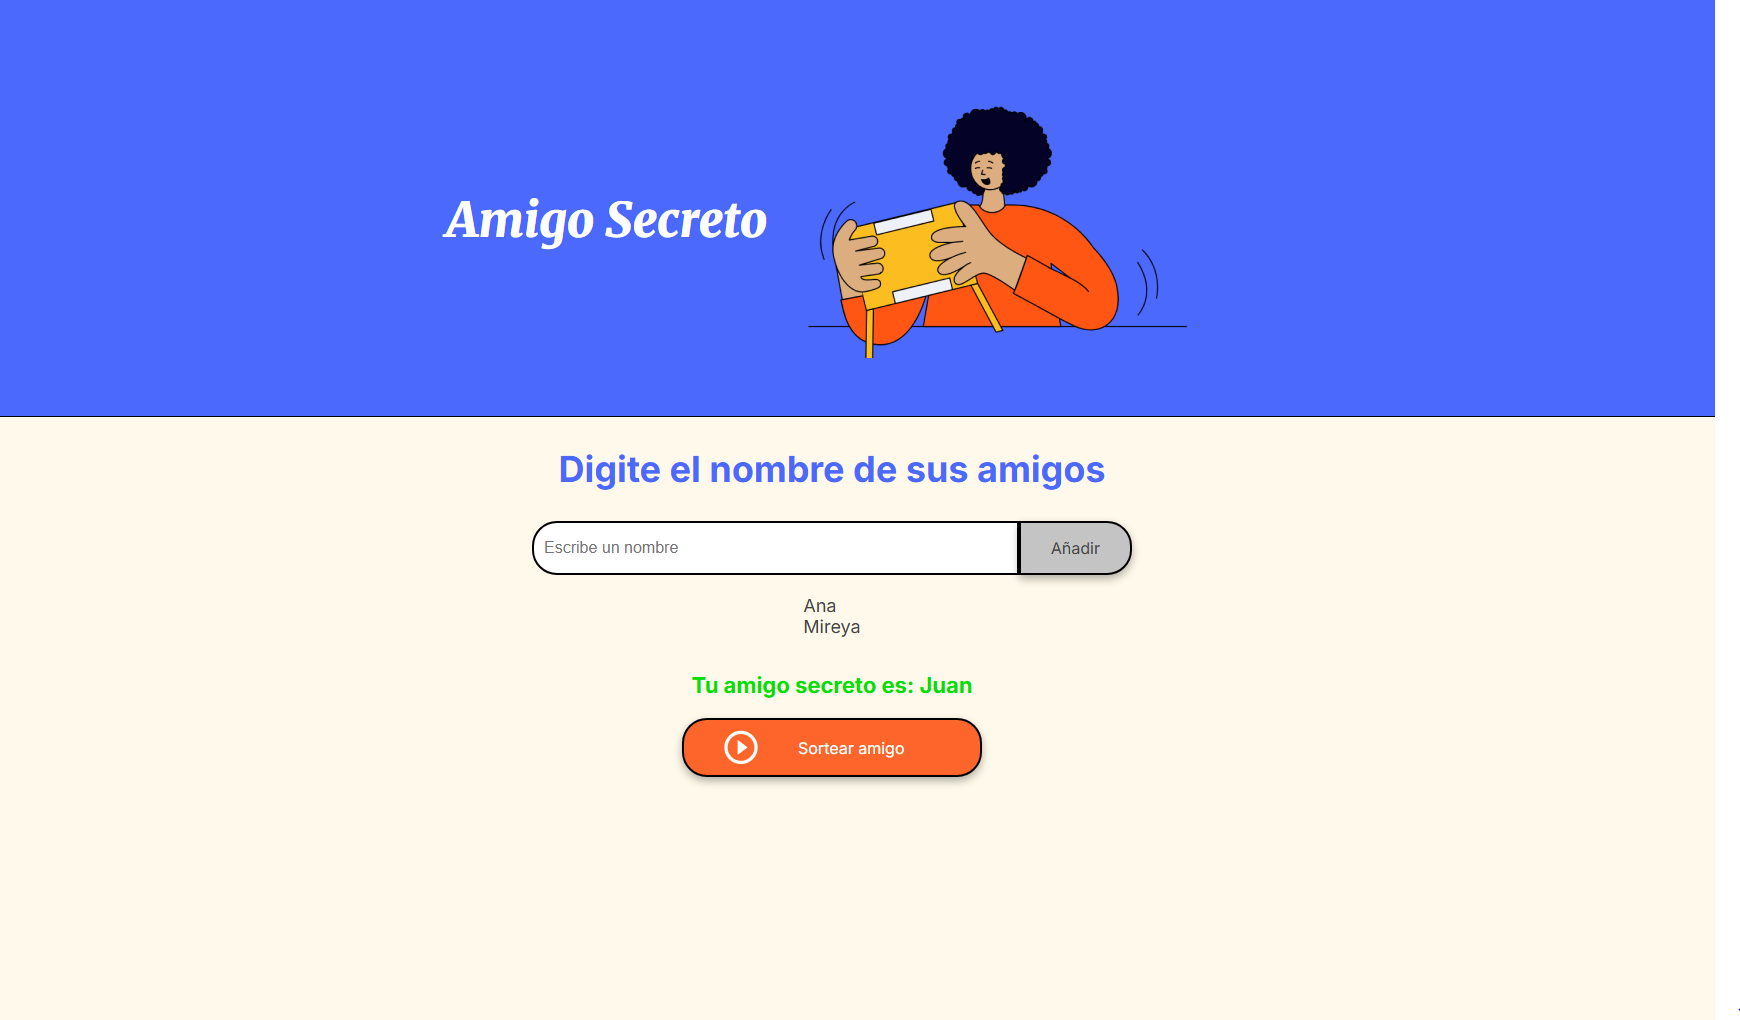 Amigo Secreto
Digite el nombre de sus amigos
Escribe un nombre
Añadir
Ana
Mireya
Tu amigo secreto es: Juan
Sortear amigo